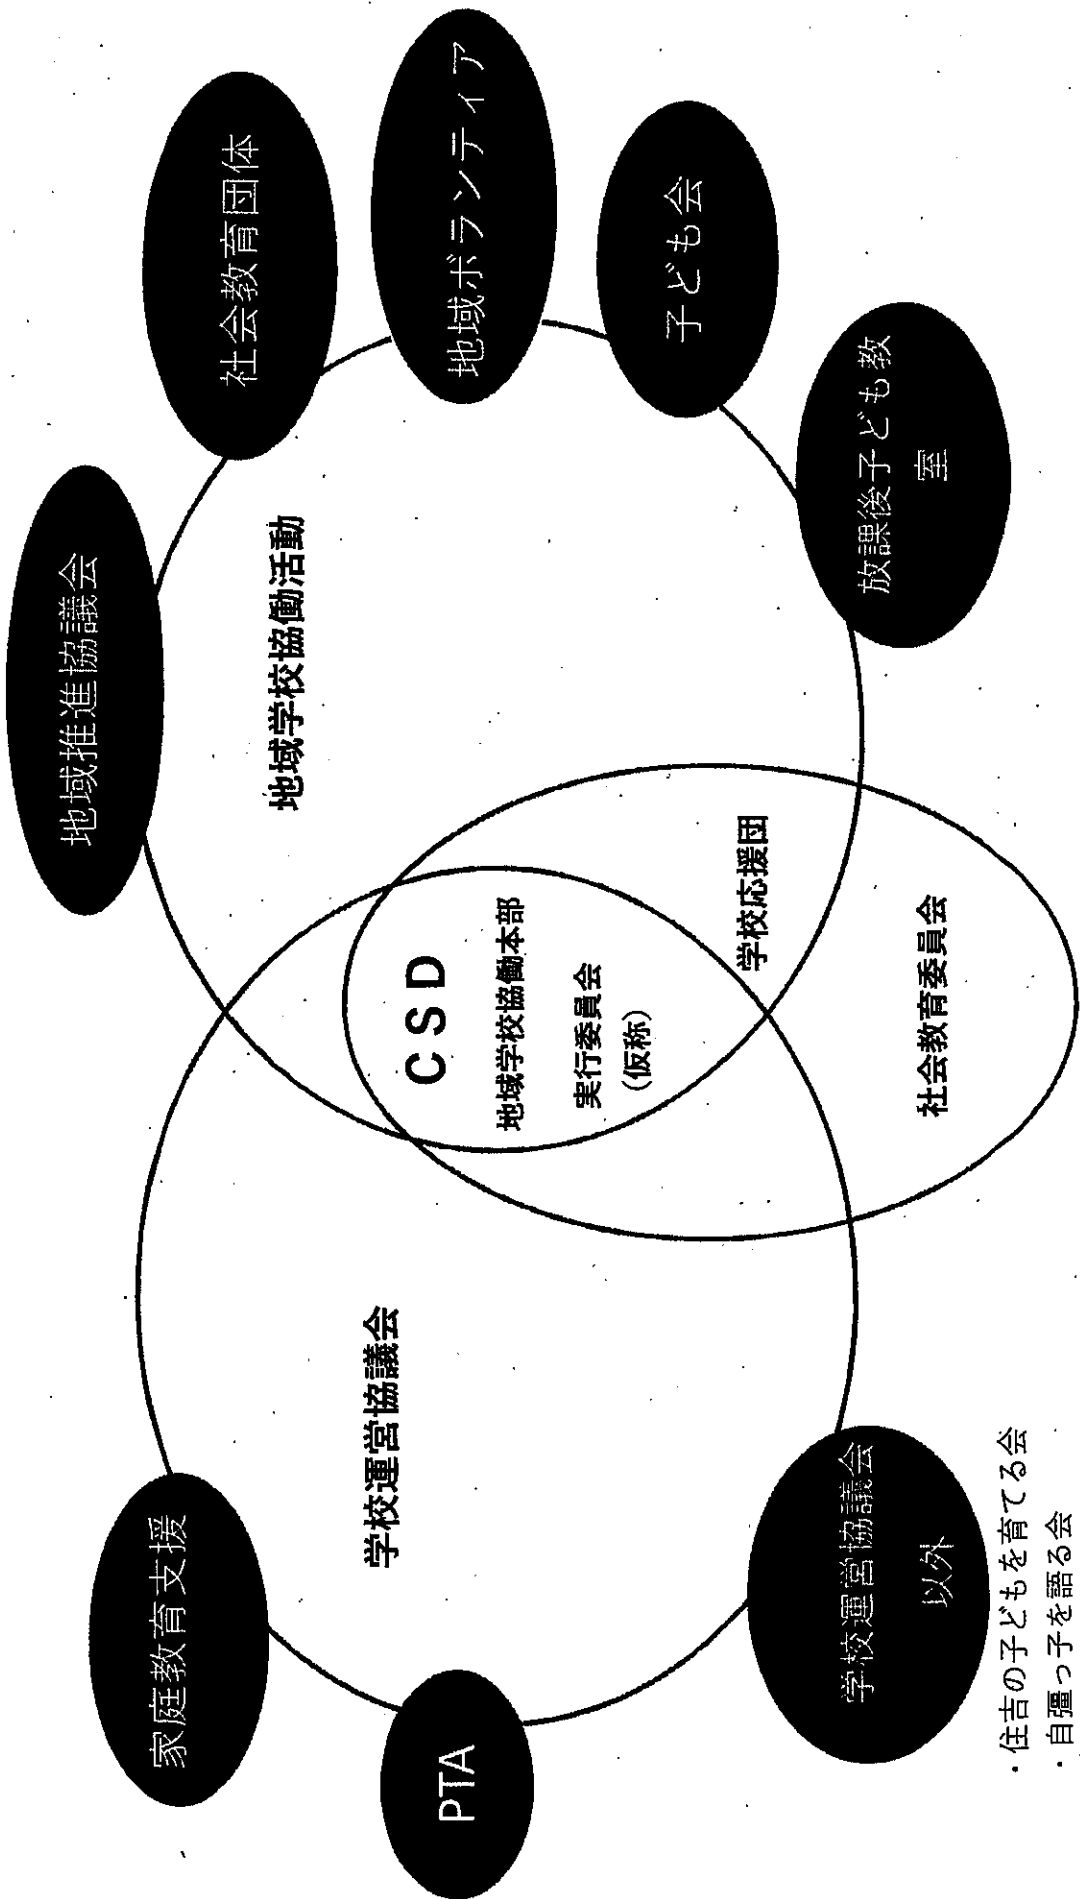 地域推進協議会
社会教育団体
家庭教育支援
地域学校協働活動
学校運営協議会
CSD
地域学校協働本部
実行委員会
(仮称)
PTA
地域ボランティア
子ども会
学校応援団
学校運営協議会
以外
放課後子ども教
室
社会教育委員会
・住吉の子どもを育てる会
・自彊っ子を語る会